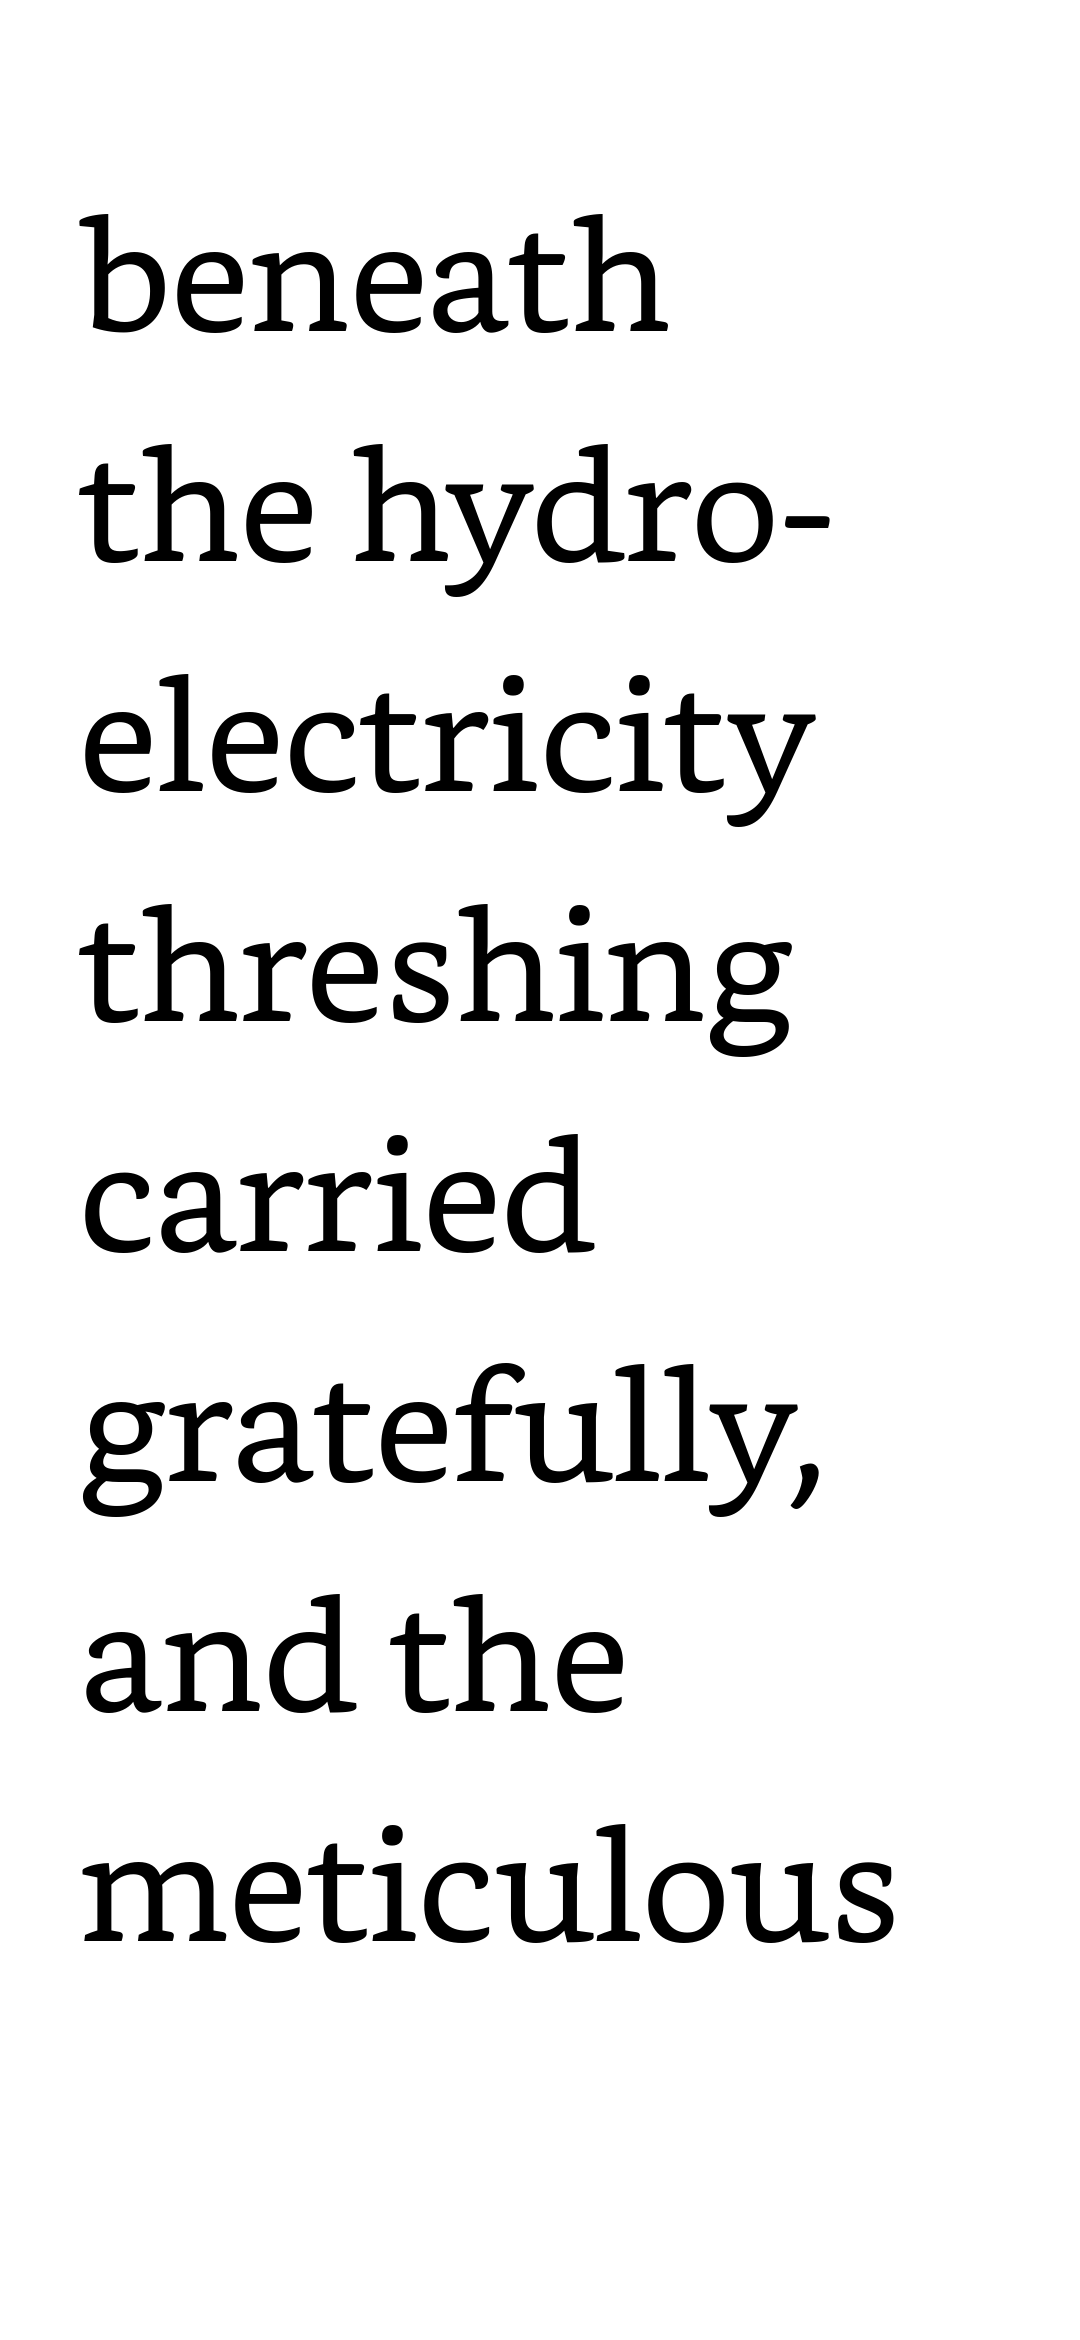 beneath
the hydro-
electricity
threshing
carried
gratefully,
and the
meticulous